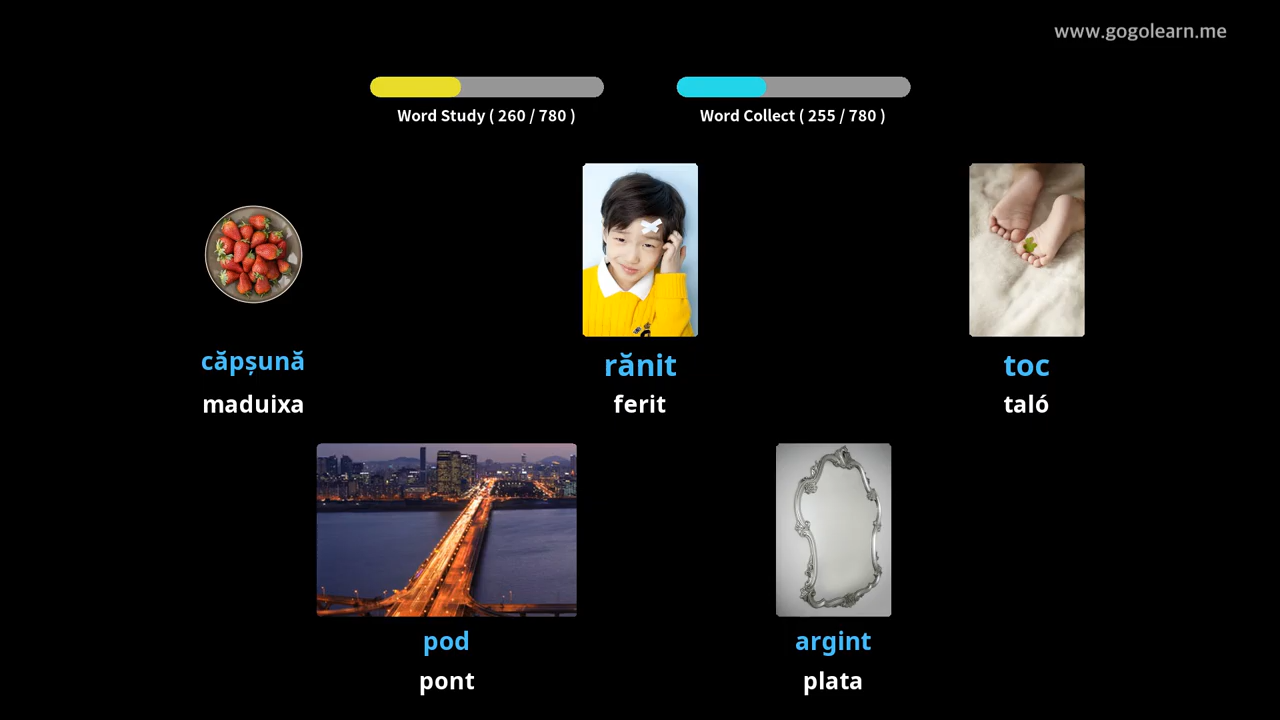 www.gogolearn.me
Word Study ( 260 / 780 )
Word Collect ( 255 / 780 )
căpșună
maduixa
rănit
ferit
toc
taló
pod
pont
argint
plata